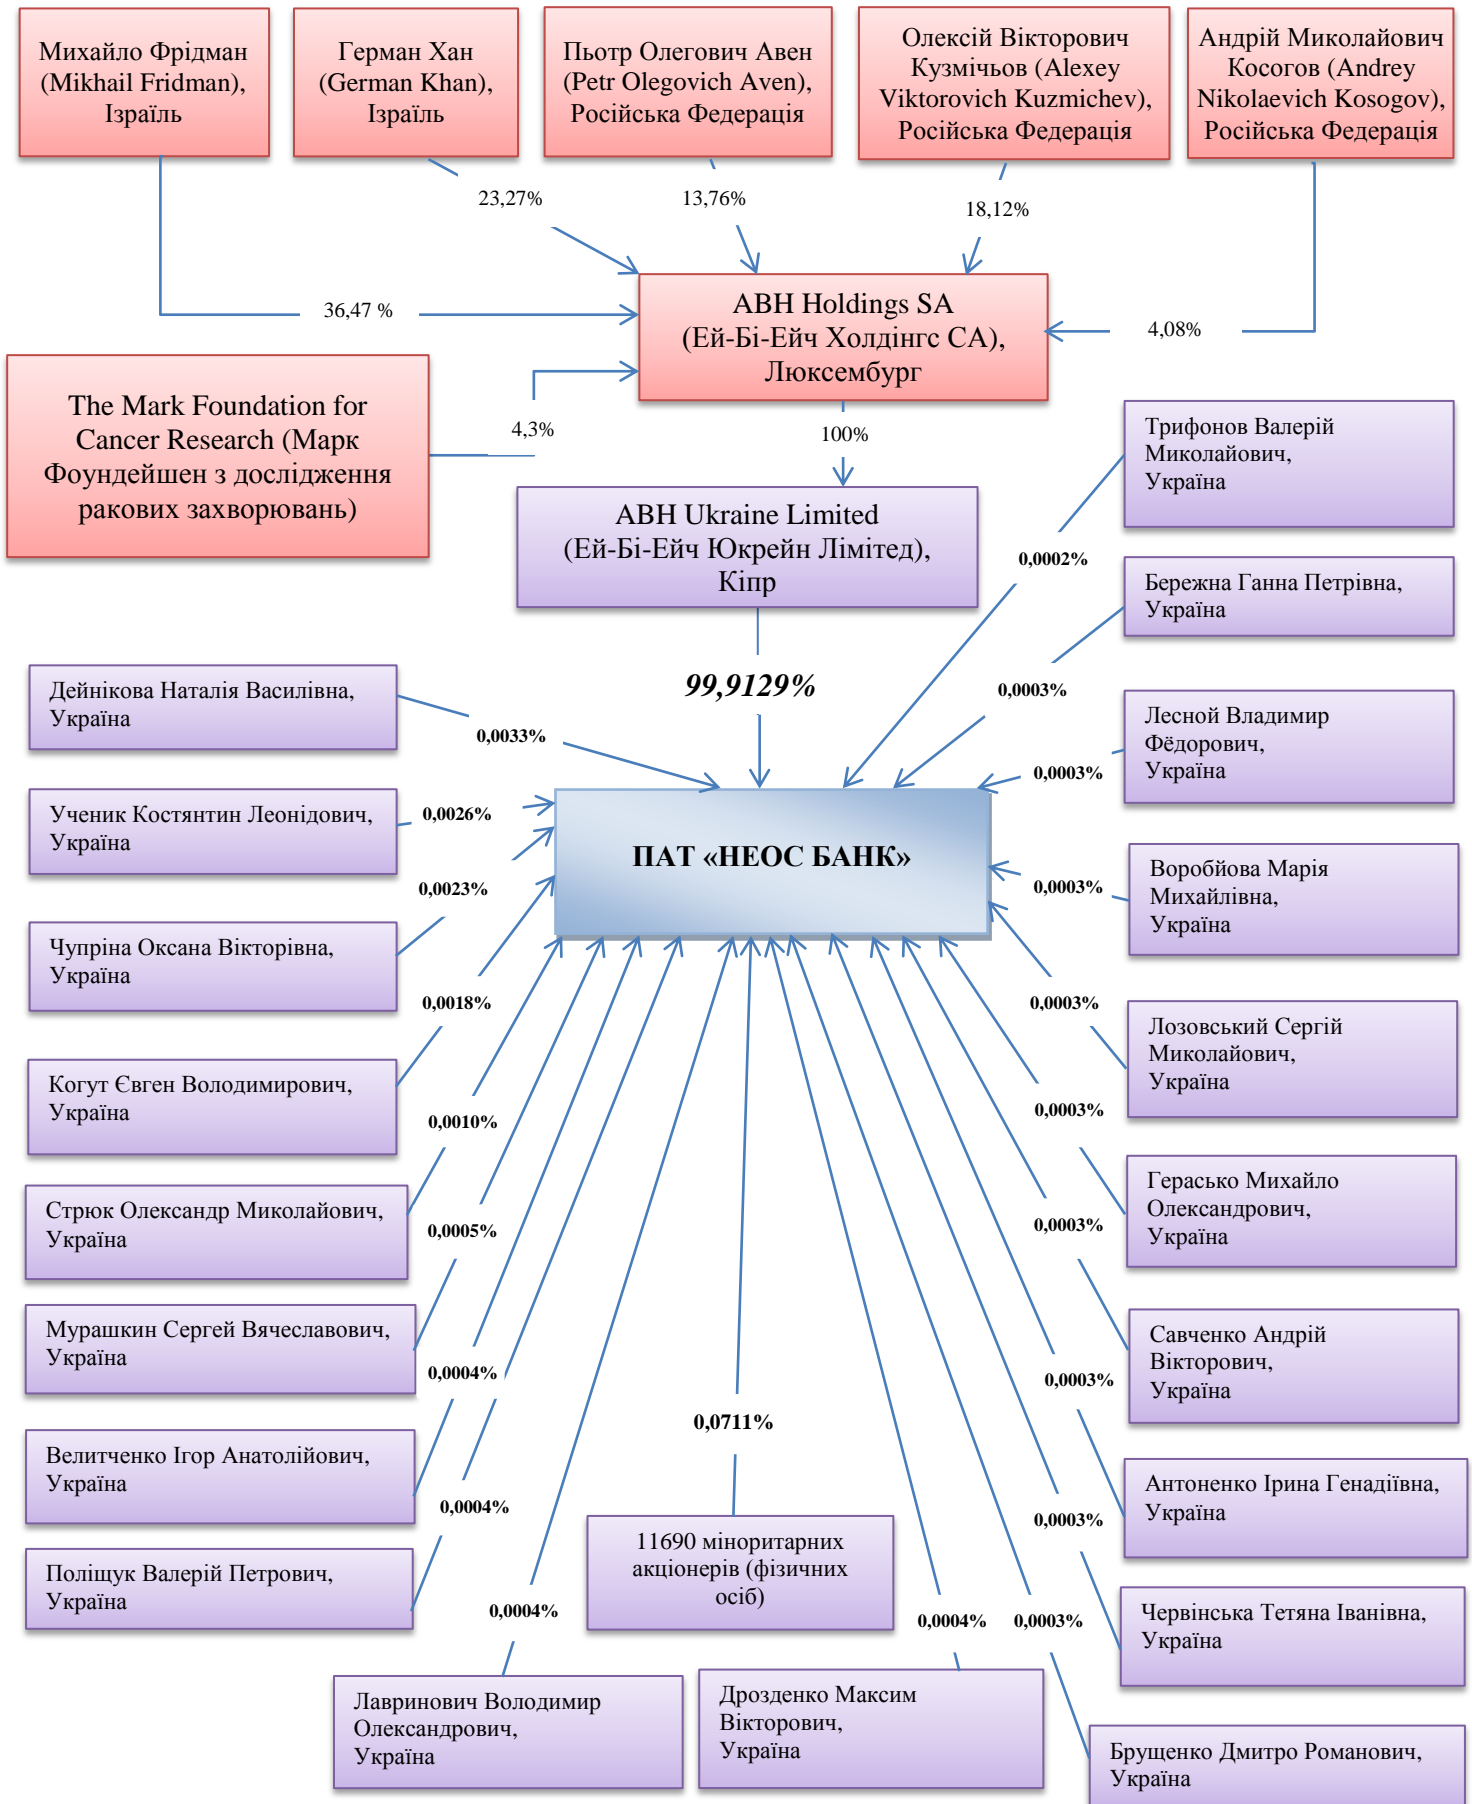 Михайло Фрідман
(Mikhail Fridman),
Ізраїль
Герман Хан
(German Khan),
Ізраїль
Пьотр Олегович Авен
(Petr Olegovich Aven),
Російська Федерація
Олексій Вікторович
Кузмічьов (Alexey
Viktorovich Kuzmichev),
Російська Федерація
Андрій Миколайович
Косогов (Andrey
Nikolaevich Kosogov),
Російська Федерація
23,27%
13,76%
18,12%
36,47 %
4,08%
ABH Holdings SA
(Ей-Бі-Ейч Холдінгс СА),
Люксембург
The Mark Foundation for
Cancer Research (Марк
Фоундейшен з дослідження
ракових захворювань)
4,3%
100%
ABH Ukraine Limited
(Ей-Бі-Ейч Юкрейн Лімітед),
Кіпр
99,9129%
Трифонов Валерій
Миколайович,
Україна
0,0002%
Бережна Ганна Петрівна,
Україна
0,0003%
Дейнікова Наталія Василівна,
Україна
0,0033%
Лесной Владимир
Фёдорович,
Україна
0,0003%
Ученик Костянтин Леонідович,
Україна
0,0026%
ПАТ «НЕОС БАНК»
Воробйова Марія
Михайлівна,
Україна
0,0003%
0,0023%
Чупріна Оксана Вікторівна,
Україна
0,0018%
0,0003%
Лозовський Сергій
Миколайович,
Україна
Когут Євген Володимирович,
Україна
0,0010%
0,0003%
Герасько Михайло
Олександрович,
Україна
Стрюк Олександр Миколайович,
Україна
0,0005%
0,0003%
Мурашкин Сергей Вячеславович,
Україна
0,0004%
0,0003%
Савченко Андрій
Вікторович,
Україна
0,0711%
Велитченко Ігор Анатолійович,
Україна
0,0004%
0,0003%
Антоненко Ірина Генадіївна,
Україна
11690 міноритарних
акціонерів (фізичних
осіб)
Поліщук Валерій Петрович,
Україна
0,0004%
0,0004%
0,0003%
Червінська Тетяна Іванівна,
Україна
Лавринович Володимир
Олександрович,
Україна
Дрозденко Максим
Вікторович,
Україна
Брущенко Дмитро Романович,
Україна